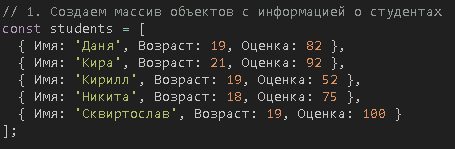 // 1. Создаем массив объектов с информацией о студентах
const students = [
  { Имя: "Даня", Возраст: 19, Оценка: 82 },
  { Имя: "Кира", Возраст: 21, Оценка: 92 },
  { Имя: "Кирилл", Возраст: 19, Оценка: 52 },
  { Имя: "Никита", Возраст: 18, Оценка: 75 },
  { Имя: "Сквиртослав", Возраст: 19, Оценка: 100 }
];